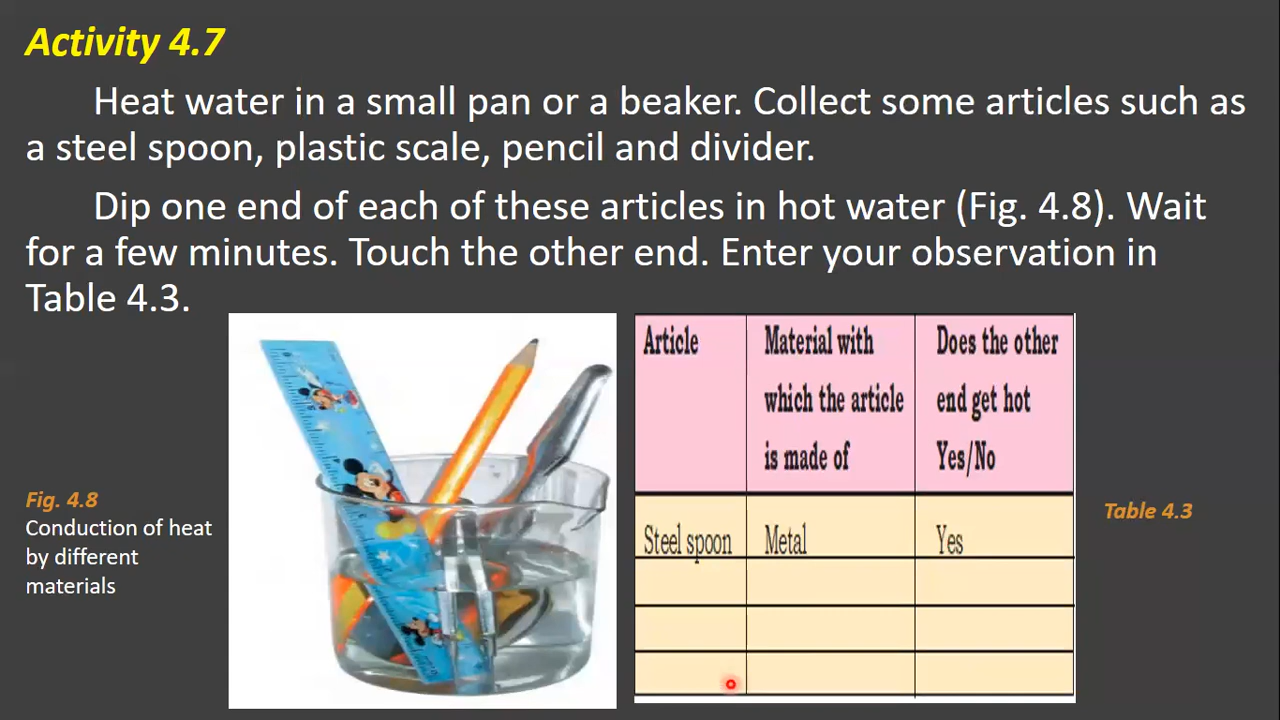 Activity 4.7
Heat water in a small pan or a beaker. Collect some articles such as
a steel spoon, plastic scale, pencil and divider.
Dip one end of each of these articles in hot water (Fig. 4.8). Wait
for a few minutes. Touch the other end. Enter your observation in
Table 4.3.
Fig. 4.8
Conduction of heat
by different
materials
Article
Material with
which the article
is made of
Does the other
end get hot
Yes/No
Steel spoon
Metal
Yes
Table 4.3